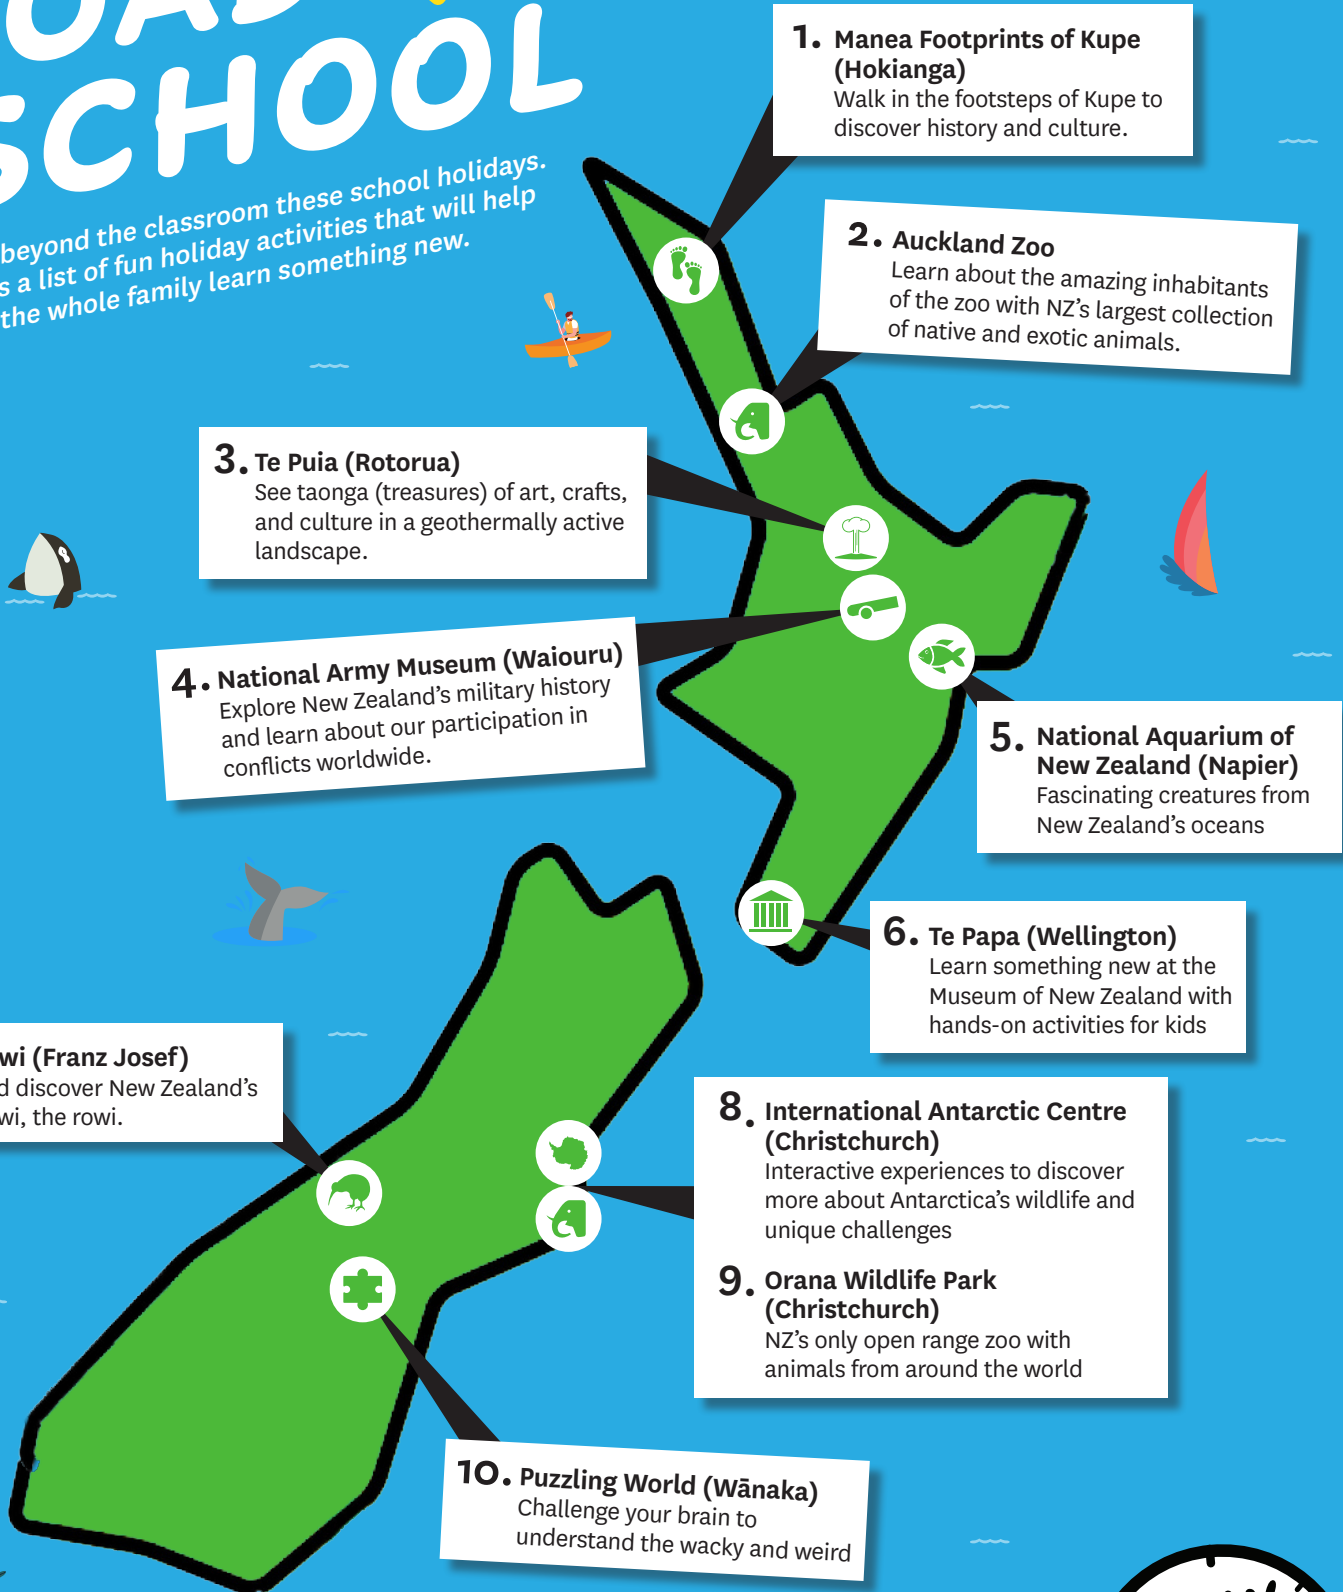 SCHOOL
beyond the classroom these school holidays.
a list of fun holiday activities that will help
the whole family learn something new.
1. Manea Footprints of Kupe
(Hokianga)
Walk in the footsteps of Kupe to
discover history and culture.
2. Auckland Zoo
Learn about the amazing inhabitants
of the zoo with NZ’s largest collection
of native and exotic animals.
3. Te Puia (Rotorua)
See taonga (treasures) of art, crafts,
and culture in a geothermally active
landscape.
4. National Army Museum (Waiouru)
Explore New Zealand’s military history
and learn about our participation in
conflicts worldwide.
5. National Aquarium of
New Zealand (Napier)
Fascinating creatures from
New Zealand’s oceans
6. Te Papa (Wellington)
Learn something new at the
Museum of New Zealand with
hands-on activities for kids
(Franz Josef)
discover New Zealand’s
the rowi.
8. International Antarctic Centre
(Christchurch)
Interactive experiences to discover
more about Antarctica’s wildlife and
unique challenges
9. Orana Wildlife Park
(Christchurch)
NZ’s only open range zoo with
animals from around the world
10. Puzzling World (Wānaka)
Challenge your brain to
understand the wacky and weird